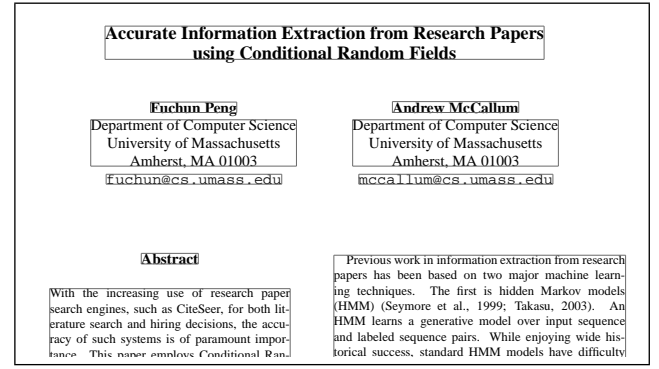 Accurate Information Extraction from Research Papers
using Conditional Random Fields
Fuchun Peng
Department of Computer Science
University of Massachusetts
Amherst, MA 01003
fuchun@cs.umass.edu
Andrew McCallum
Department of Computer Science
University of Massachusetts
Amherst, MA 01003
mccallum@cs.umass.edu
Abstract
With the increasing use of research paper
search engines, such as CiteSeer, for both lit-
erature search and hiring decisions, the accu-
racy of such systems is of paramount impor-
tance. This paper employs Conditional Ran-
Previous work in information extraction from research
papers has been based on two major machine learn-
ing techniques. The first is hidden Markov models
(HMM) (Seymore et al., 1999; Takasu, 2003). An
HMM learns a generative model over input sequence
and labeled sequence pairs. While enjoying wide his-
torical success, standard HMM models have difficulty